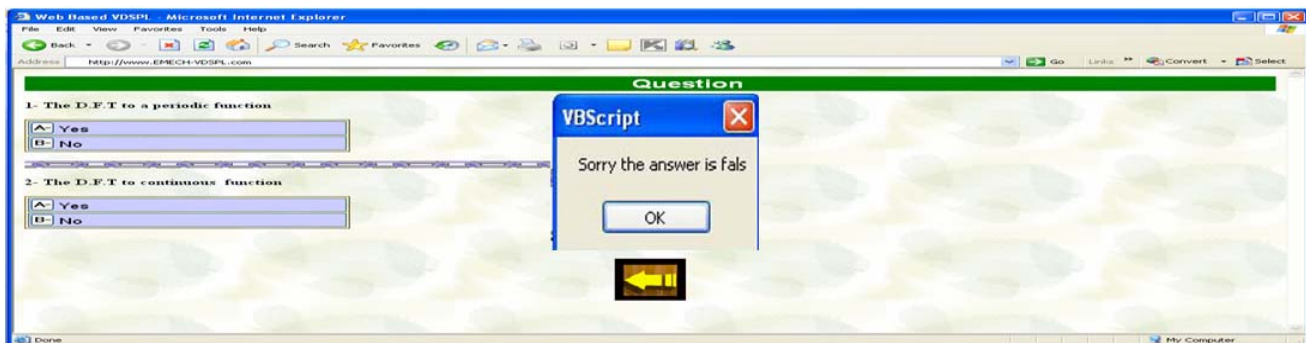 Web Based VDSPL - Microsoft Internet Explorer
File Edit View Favorites Tools Help
Back Search Favorites
Address http://www.EMECH-VDSPL.com Go Links » Convert Select
Question
1- The D.F.T to a periodic function
A- Yes
B- No
2- The D.F.T to continuous function
A- Yes
B- No
VBScript
Sorry the answer is fals
OK
Done My Computer